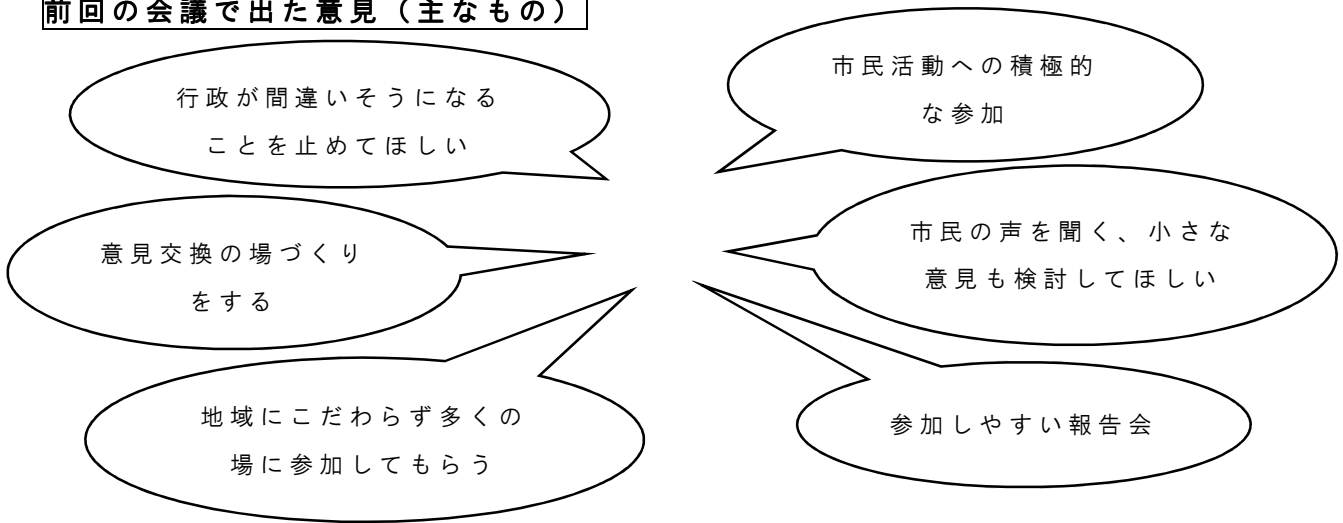 前回の会議で出た意見（主なもの）
行政が間違いそうになる
ことを止めてほしい
市民活動への積極的
な参加
意見交換の場づくり
をする
市民の声を聞く、小さな
意見も検討してほしい
地域にこだわらず多くの
場に参加してもらう
参加しやすい報告会